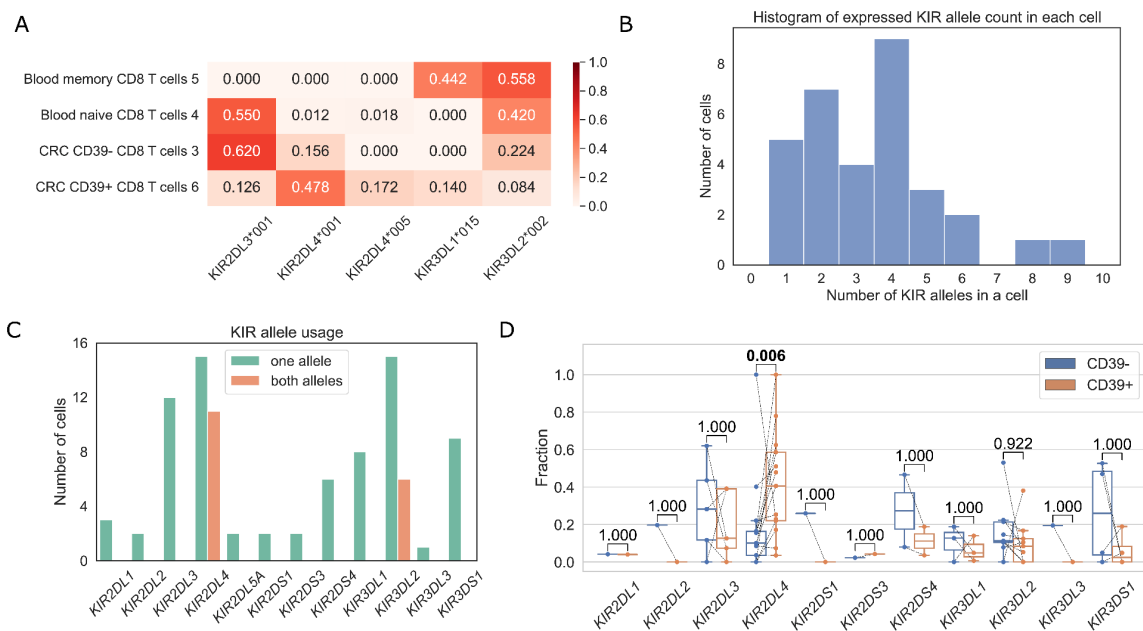 A
Blood memory CD8 T cells 5
0.000 0.000 0.000 0.442 0.558
Blood naive CD8 T cells 4
0.550 0.012 0.018 0.000 0.420
CRC CD39- CD8 T cells 3
0.620 0.156 0.000 0.000 0.224
CRC CD39+ CD8 T cells 6
0.126 0.478 0.172 0.140 0.084
KIR2DL3*001
KIR2DL4*001
KIR2DL4*005
KIR3DL1*015
KIR3DL2*002
1.0
0.8
0.6
0.4
0.2
0.0
B
Histogram of expressed KIR allele count in each cell
Number of cells
8
6
4
2
0
0 1 2 3 4 5 6 7 8 9 10
Number of KIR alleles in a cell
C
KIR allele usage
one allele
both alleles
Number of cells
16
12
8
4
0
KIR2DL1
KIR2DL2
KIR2DL3
KIR2DL4
KIR2DL5A
KIR2DS1
KIR2DS3
KIR2DS4
KIR3DL1
KIR3DL2
KIR3DL3
KIR3DS1
D
CD39-
CD39+
Fraction
1.0
0.8
0.6
0.4
0.2
0.0
1.000
1.000
1.000
0.006
1.000
1.000
1.000
1.000
0.922
1.000
1.000
KIR2DL1
KIR2DL2
KIR2DL3
KIR2DL4
KIR2DS1
KIR2DS3
KIR2DS4
KIR3DL1
KIR3DL2
KIR3DL3
KIR3DS1